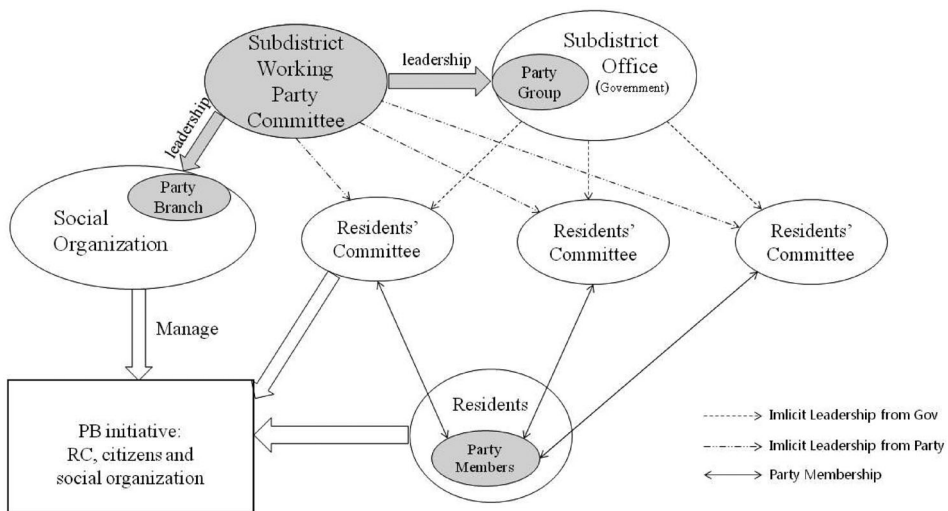 Subdistrict
Working
Party
Committee
leadership
Subdistrict
Office
(Government)
Party
Group
leadership
Party
Branch
Social
Organization
Residents'
Committee
Residents'
Committee
Residents'
Committee
Manage
PB initiative:
RC, citizens and
social organization
Residents
Party
Members
Imlicit Leadership from Gov
Imlicit Leadership from Party
Party Membership